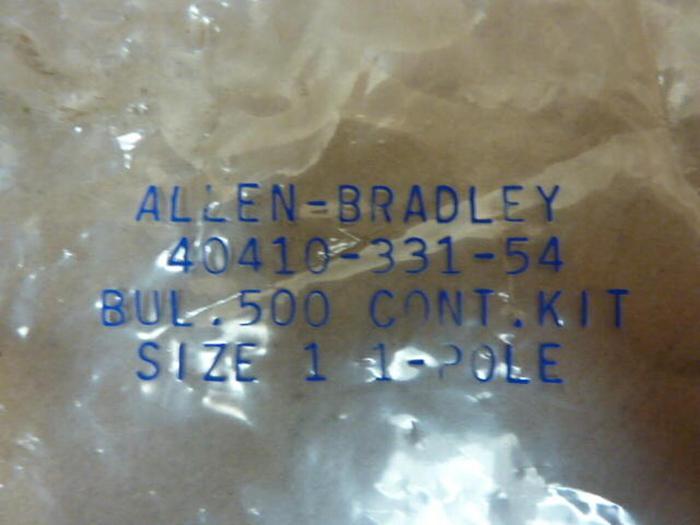 ALLEN-BRADLEY
40410-331-54
BUL.500 CONT.KIT
SIZE 1 1-POLE